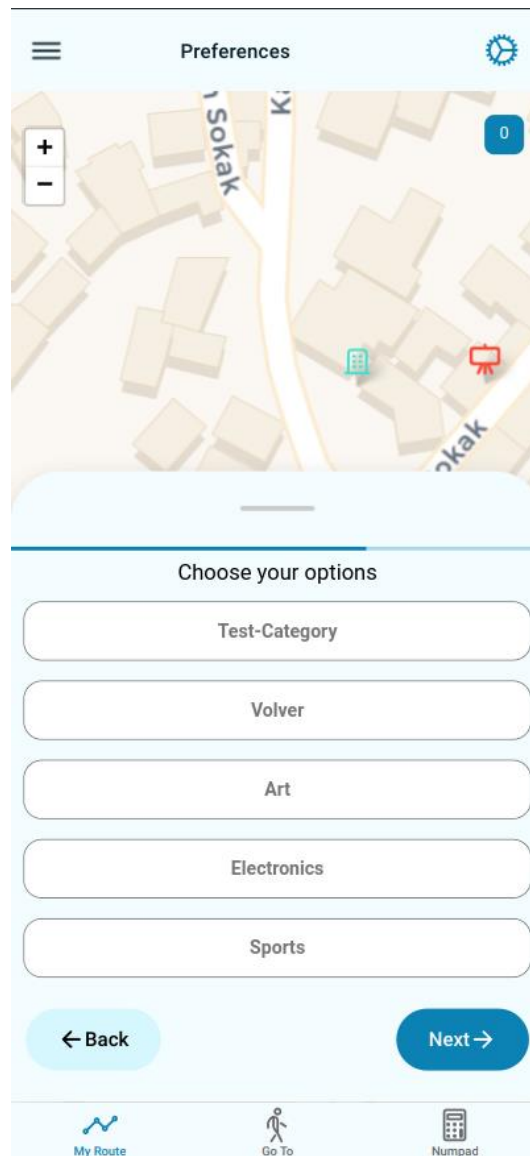 Preferences
n Sokak
K
+
−
0
okak
Choose your options
Test-Category
Volver
Art
Electronics
Sports
← Back
Next →
My Route
Go To
Numpad